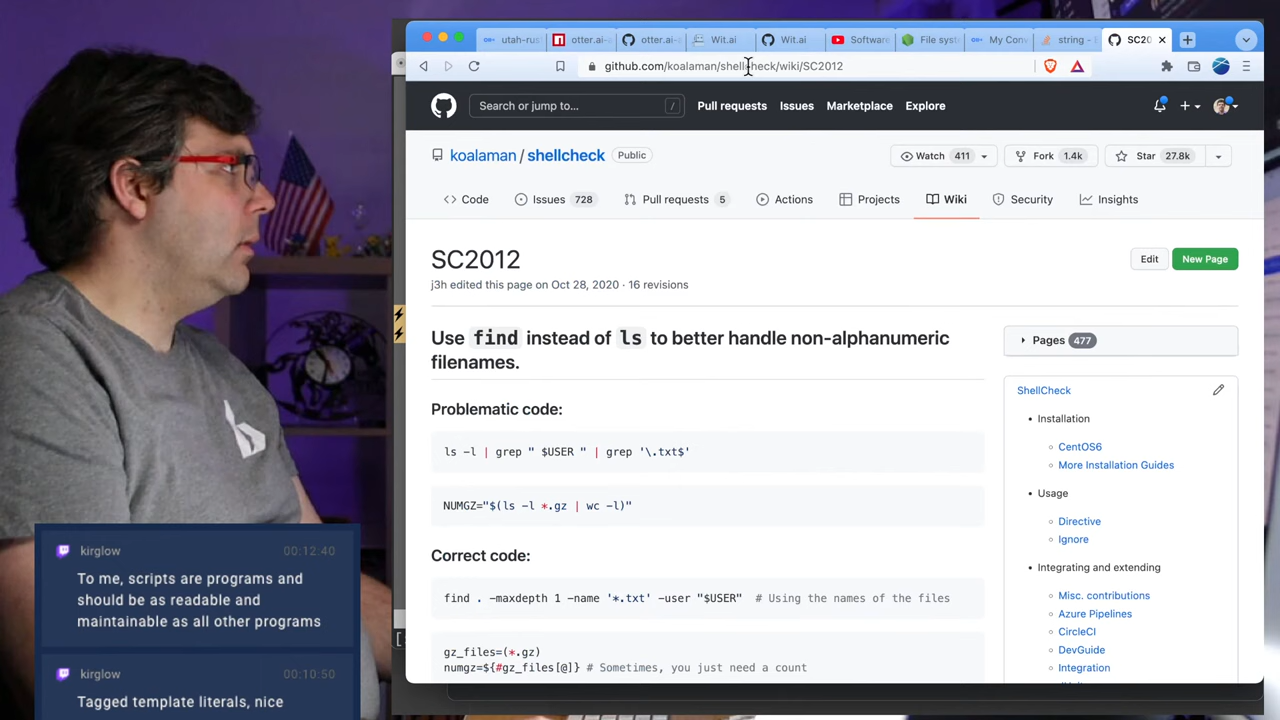 utah-rus
otter.ai-a
otter.ai-a
Wit.ai
Wit.ai
Software
File syst
My Con
string -
SC20
github.com/koalaman/shellcheck/wiki/SC2012
Search or jump to...
/
Pull requests
Issues
Marketplace
Explore
koalaman / shellcheck
Public
Watch 411
Fork 1.4k
Star 27.8k
Code
Issues 728
Pull requests 5
Actions
Projects
Wiki
Security
Insights
SC2012
Edit
New Page
j3h edited this page on Oct 28, 2020 · 16 revisions
Use find instead of ls to better handle non-alphanumeric
filenames.
Problematic code:
ls -l | grep " $USER " | grep '\.txt$'
NUMGZ="$(ls -l *.gz | wc -l)"
Correct code:
find . -maxdepth 1 -name '*.txt' -user "$USER" # Using the names of the files
gz_files=(*.gz)
numgz=${#gz_files[@]} # Sometimes, you just need a count
Pages 477
ShellCheck
• Installation
CentOS6
More Installation Guides
• Usage
Directive
Ignore
• Integrating and extending
Misc. contributions
Azure Pipelines
CircleCI
DevGuide
Integration
kirglow 00:12:40
To me, scripts are programs and
should be as readable and
maintainable as all other programs
kirglow 00:10:50
Tagged template literals, nice